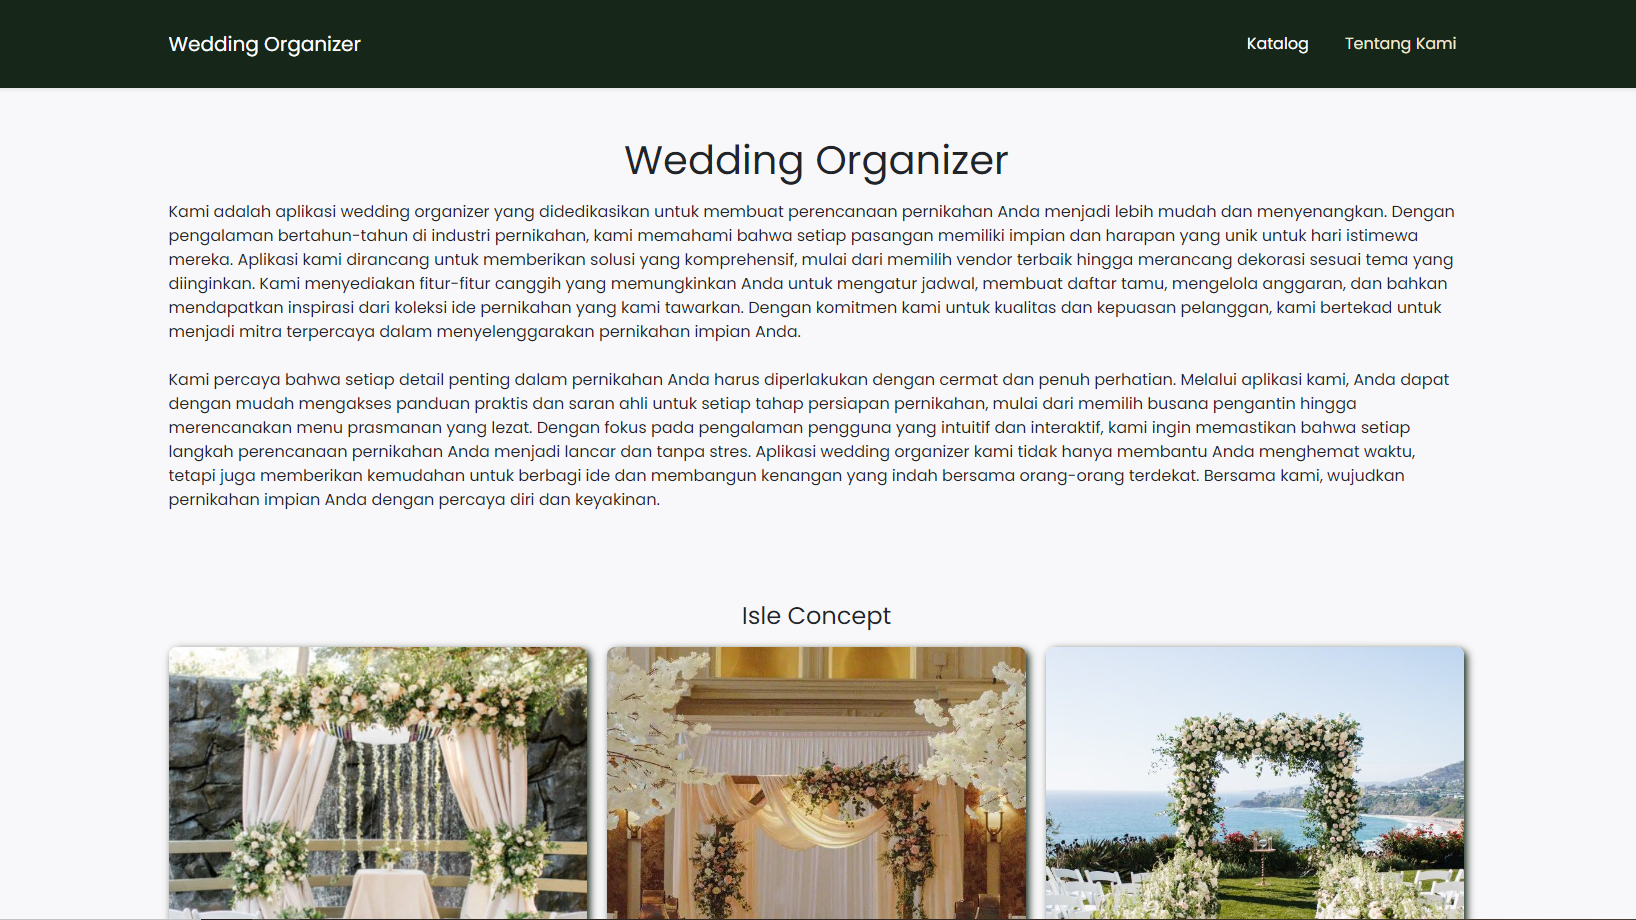 Wedding Organizer
Katalog
Tentang Kami
Wedding Organizer
Kami adalah aplikasi wedding organizer yang didedikasikan untuk membuat perencanaan pernikahan Anda menjadi lebih mudah dan menyenangkan. Dengan
pengalaman bertahun-tahun di industri pernikahan, kami memahami bahwa setiap pasangan memiliki impian dan harapan yang unik untuk hari istimewa
mereka. Aplikasi kami dirancang untuk memberikan solusi yang komprehensif, mulai dari memilih vendor terbaik hingga merancang dekorasi sesuai tema yang
diinginkan. Kami menyediakan fitur-fitur canggih yang memungkinkan Anda untuk mengatur jadwal, membuat daftar tamu, mengelola anggaran, dan bahkan
mendapatkan inspirasi dari koleksi ide pernikahan yang kami tawarkan. Dengan komitmen kami untuk kualitas dan kepuasan pelanggan, kami bertekad untuk
menjadi mitra terpercaya dalam menyelenggarakan pernikahan impian Anda.
Kami percaya bahwa setiap detail penting dalam pernikahan Anda harus diperlakukan dengan cermat dan penuh perhatian. Melalui aplikasi kami, Anda dapat
dengan mudah mengakses panduan praktis dan saran ahli untuk setiap tahap persiapan pernikahan, mulai dari memilih busana pengantin hingga
merencanakan menu prasmanan yang lezat. Dengan fokus pada pengalaman pengguna yang intuitif dan interaktif, kami ingin memastikan bahwa setiap
langkah perencanaan pernikahan Anda menjadi lancar dan tanpa stres. Aplikasi wedding organizer kami tidak hanya membantu Anda menghemat waktu,
tetapi juga memberikan kemudahan untuk berbagi ide dan membangun kenangan yang indah bersama orang-orang terdekat. Bersama kami, wujudkan
pernikahan impian Anda dengan percaya diri dan keyakinan.
Isle Concept